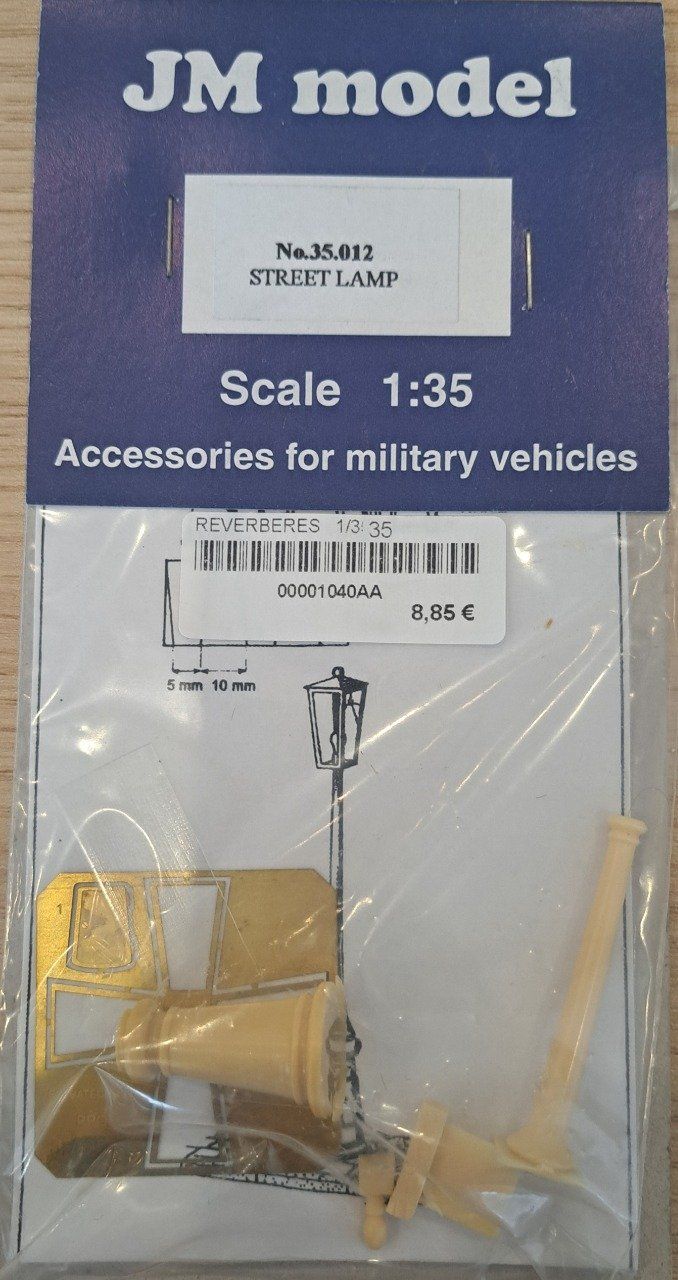 JM model
No.35.012
STREET LAMP
Scale 1:35
Accessories for military vehicles
REVERBERES 1/3 35
00001040AA
8,85 €
5 mm 10 mm
1